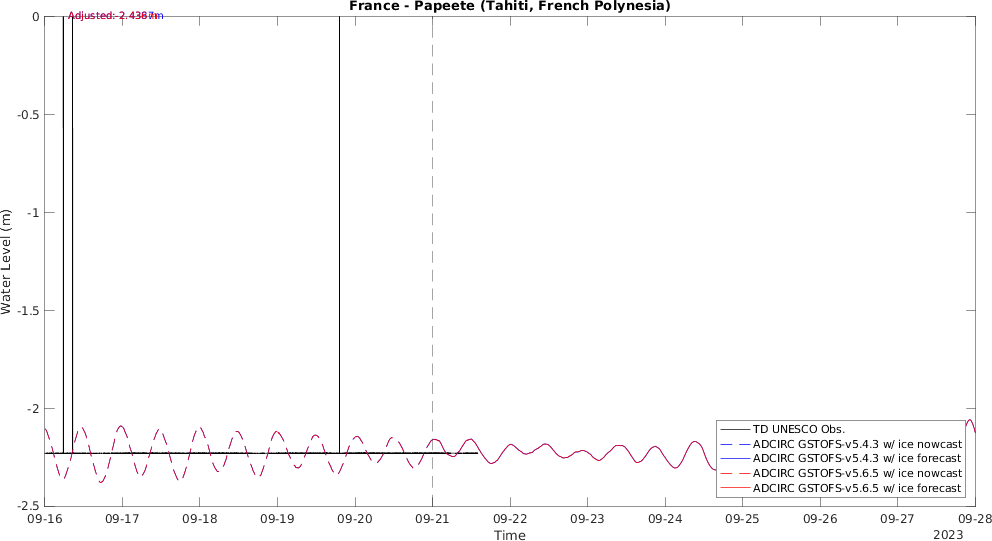 France - Papeete (Tahiti, French Polynesia)
0
-0.5
-1
-1.5
-2
-2.5
Water Level (m)
09-16 09-17 09-18 09-19 09-20 09-21 09-22 09-23 09-24 09-25 09-26 09-27 09-28
Time
2023
TD UNESCO Obs.
ADCIRC GSTOFS-v5.4.3 w/ ice nowcast
ADCIRC GSTOFS-v5.4.3 w/ ice forecast
ADCIRC GSTOFS-v5.6.5 w/ ice nowcast
ADCIRC GSTOFS-v5.6.5 w/ ice forecast